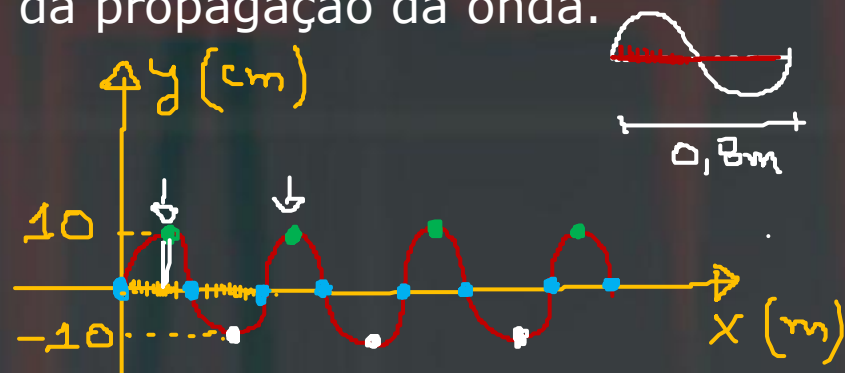 da propagação da onda.
y (cm)
0,8m
10
-10
x (m)